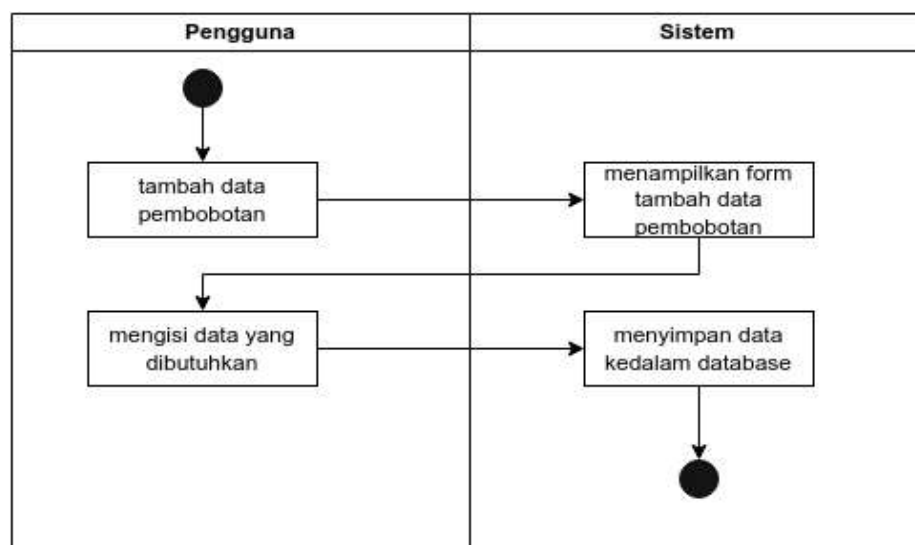 Pengguna
Sistem
tambah data
pembobotan
menampilkan form
tambah data
pembobotan
mengisi data yang
dibutuhkan
menyimpan data
kedalam database